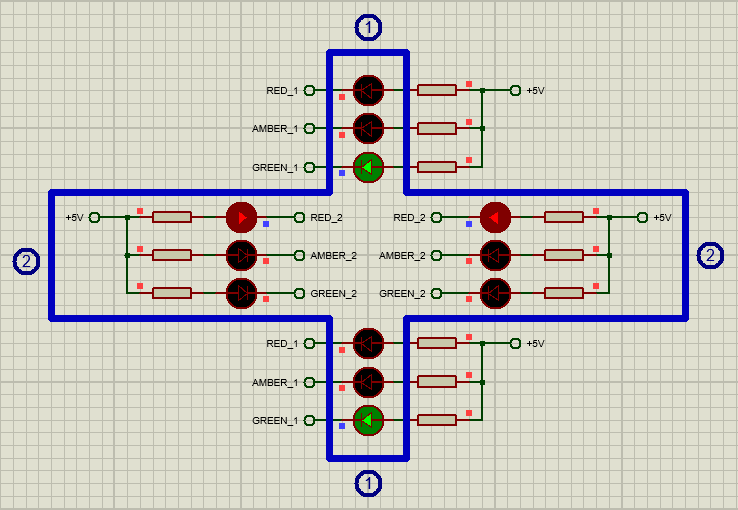 1
RED_1 +5V
AMBER_1
GREEN_1
+5V RED_2 RED_2 +5V
2 AMBER_2 AMBER_2 2
GREEN_2 GREEN_2
RED_1 +5V
AMBER_1
GREEN_1
1